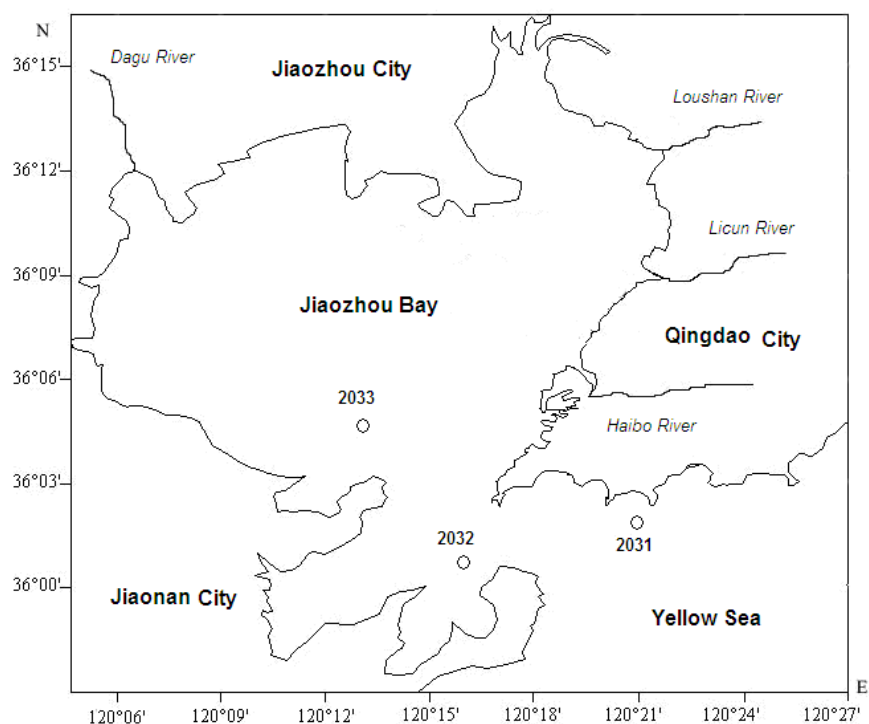 N
Dagu River
36°15'
Jiaozhou City
Loushan River
36°12'
Licun River
36°09'
Jiaozhou Bay
Qingdao City
36°06'
2033
Haibo River
36°03'
2032
2031
36°00'
Jiaonan City
Yellow Sea
E
120°06' 120°09' 120°12' 120°15' 120°18' 120°21' 120°24' 120°27'